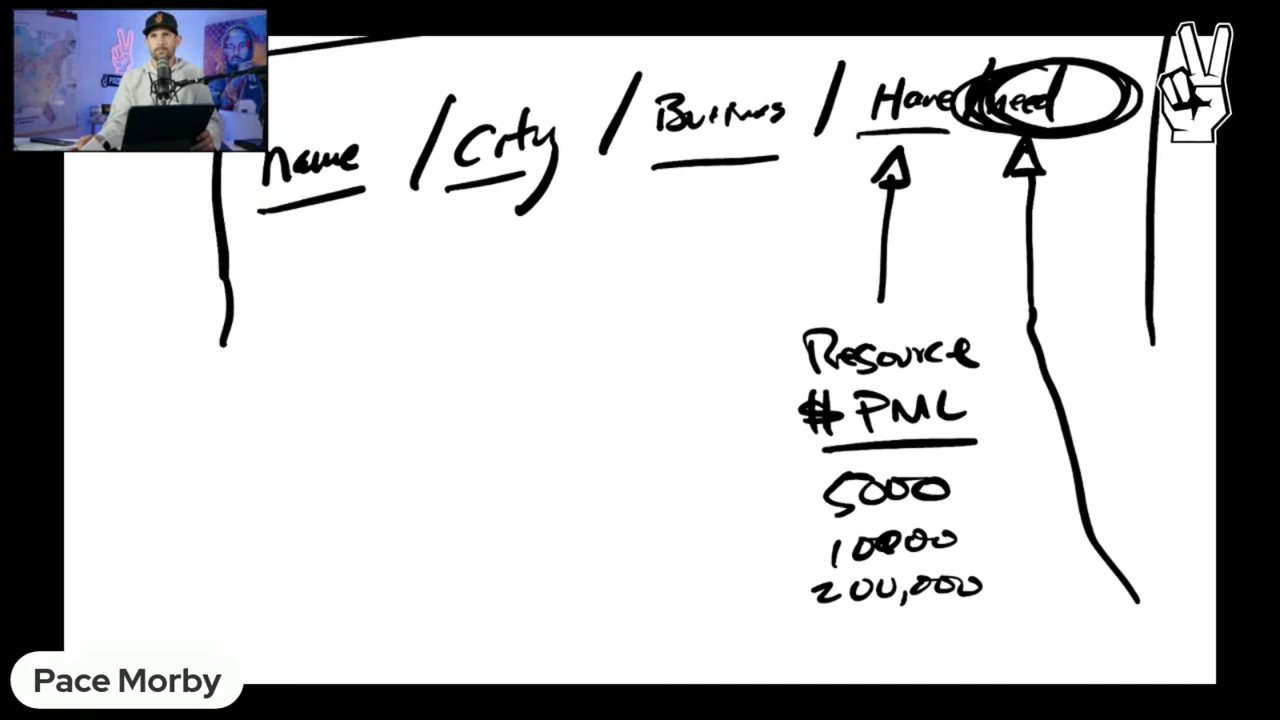 Name / City / Business / Have / need
Resource
$ PML
5000
10000
200,000
Pace Morby